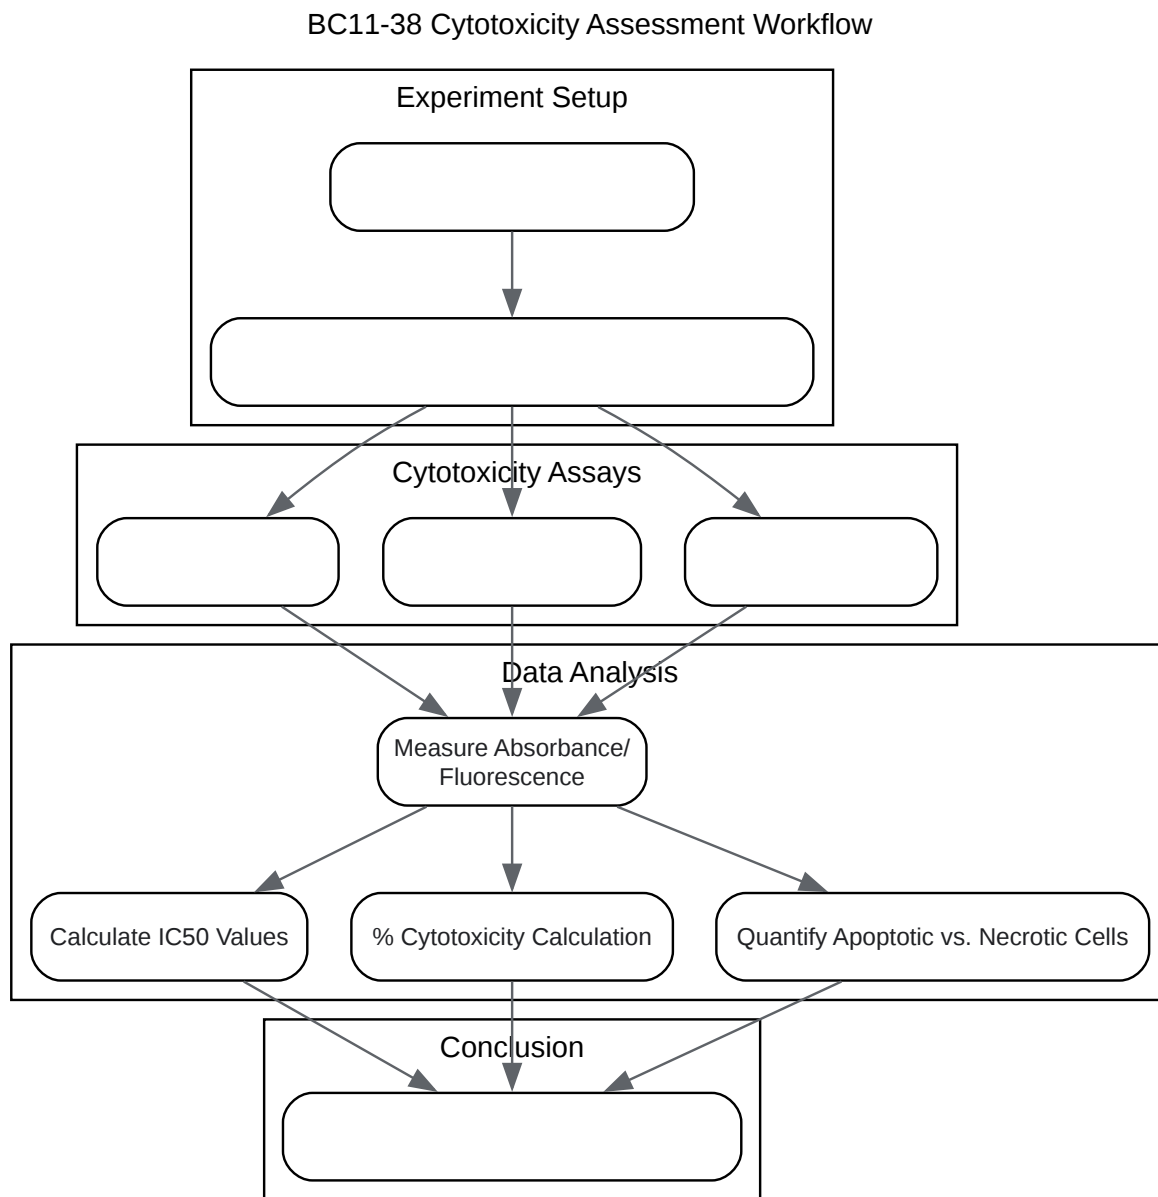 BC11-38 Cytotoxicity Assessment Workflow
Experiment Setup
Cytotoxicity Assays
Data Analysis
Measure Absorbance/
Fluorescence
Calculate IC50 Values
% Cytotoxicity Calculation
Quantify Apoptotic vs. Necrotic Cells
Conclusion